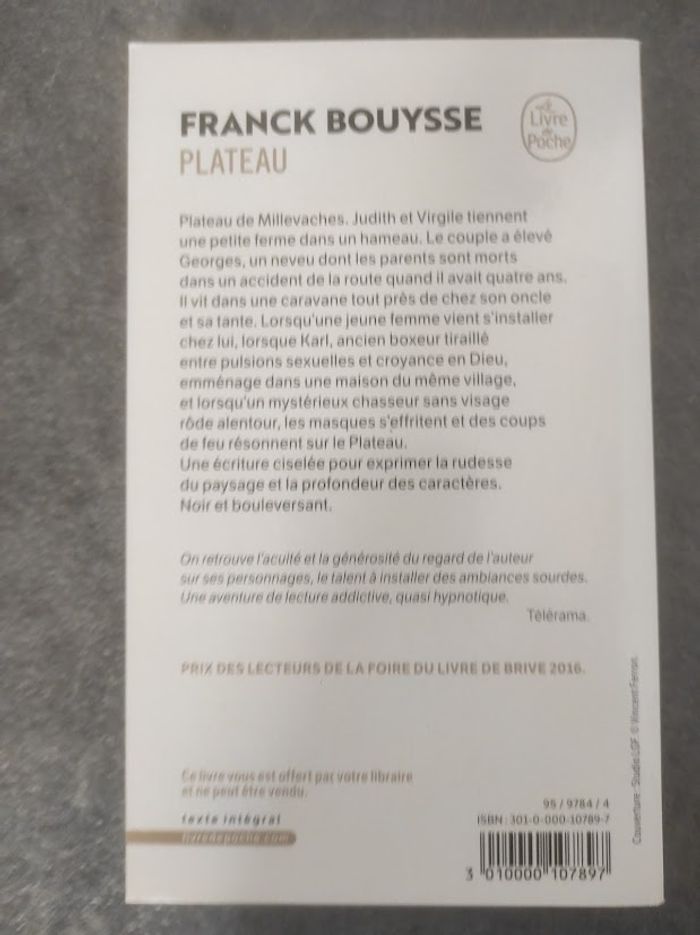 FRANCK BOUYSSE
Le
Livre
de
Poche
PLATEAU
Plateau de Millevaches. Judith et Virgile tiennent
une petite ferme dans un hameau. Le couple a élevé
Georges, un neveu dont les parents sont morts
dans un accident de la route quand il avait quatre ans.
Il vit dans une caravane tout près de chez son oncle
et sa tante. Lorsqu'une jeune femme vient s'installer
chez lui, lorsque Karl, ancien boxeur tiraillé
entre pulsions sexuelles et croyance en Dieu,
emménage dans une maison du même village,
et lorsqu'un mystérieux chasseur sans visage
rôde alentour, les masques s'effritent et des coups
de feu résonnent sur le Plateau.
Une écriture ciselée pour exprimer la rudesse
du paysage et la profondeur des caractères.
Noir et bouleversant.
On retrouve l'acuité et la générosité du regard de l'auteur
sur ses personnages, le talent à installer des ambiances sourdes.
Une aventure de lecture addictive, quasi hypnotique.
Télérama.
PRIX DES LECTEURS DE LA FOIRE DU LIVRE DE BRIVE 2016.
Ce livre vous est offert par votre libraire
et ne peut être vendu.
texte intégral
livredepoche.com
95 / 9784 / 4
ISBN : 301-0-000-10789-7
3 010000 107897
Couverture : Studio LGF. © Vincent Ferron.